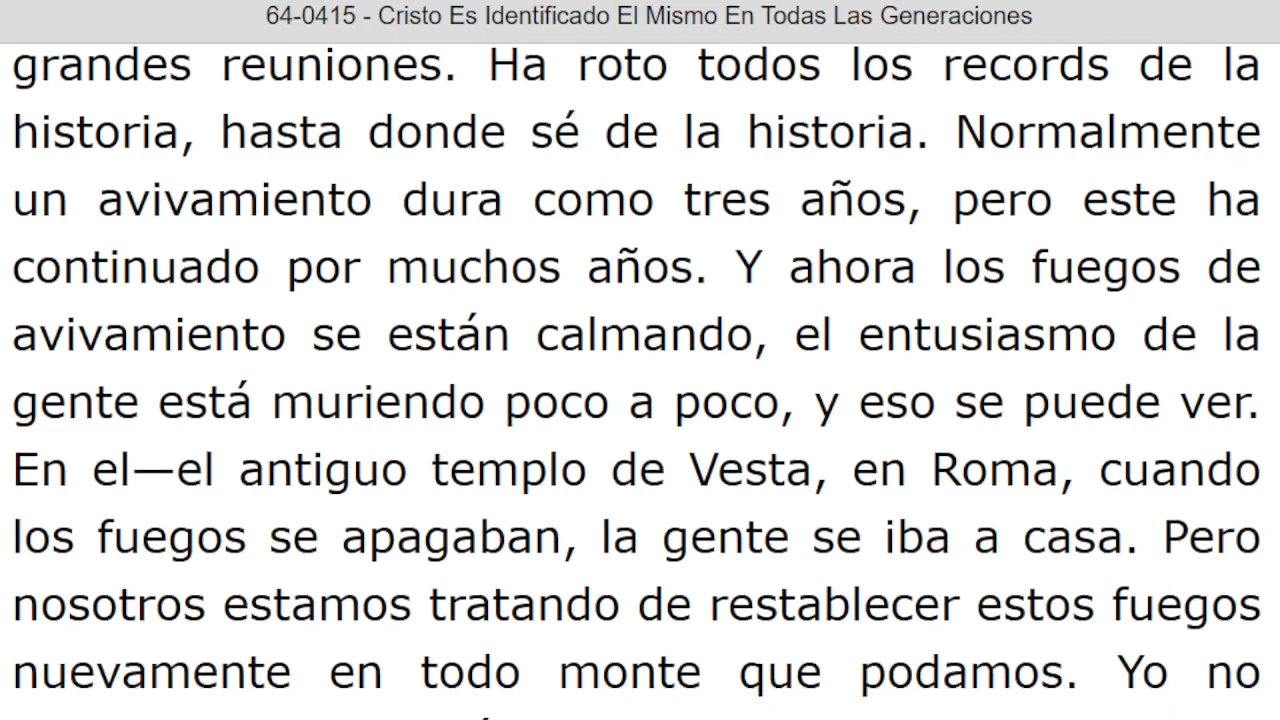 64-0415 - Cristo Es Identificado El Mismo En Todas Las Generaciones
grandes reuniones. Ha roto todos los records de la
historia, hasta donde sé de la historia. Normalmente
un avivamiento dura como tres años, pero este ha
continuado por muchos años. Y ahora los fuegos de
avivamiento se están calmando, el entusiasmo de la
gente está muriendo poco a poco, y eso se puede ver.
En el—el antiguo templo de Vesta, en Roma, cuando
los fuegos se apagaban, la gente se iba a casa. Pero
nosotros estamos tratando de restablecer estos fuegos
nuevamente en todo monte que podamos. Yo no